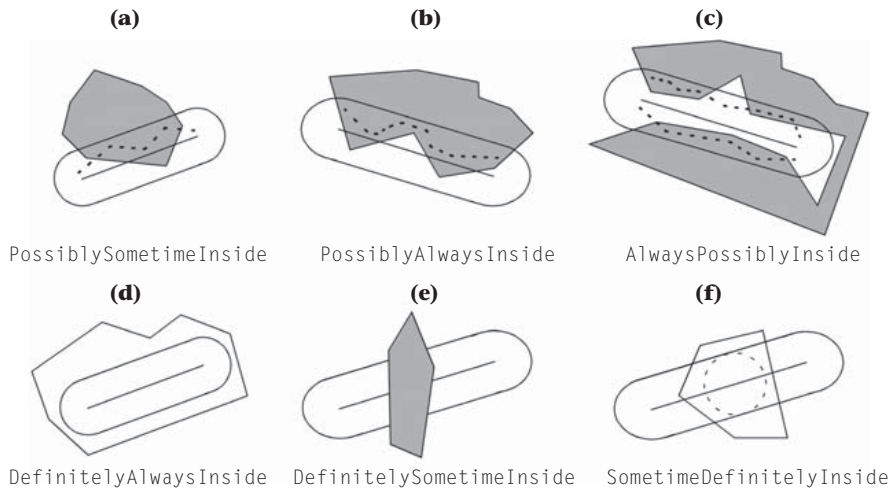 (a) (b) (c)
PossiblySometimeInside PossiblyAlwaysInside AlwaysPossiblyInside
(d) (e) (f)
DefinitelyAlwaysInside DefinitelySometimeInside SometimeDefinitelyInside